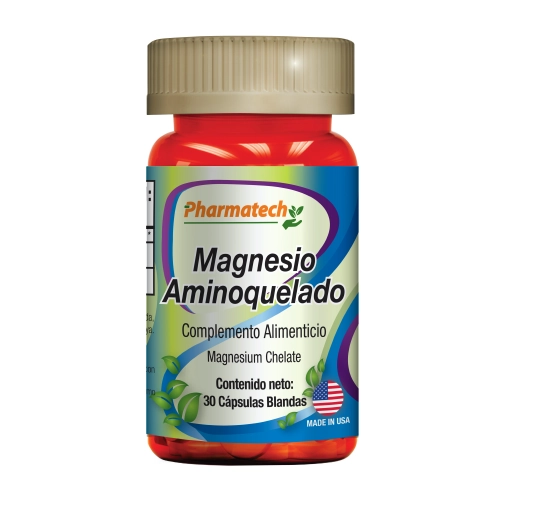 Pharmatech
Magnesio
Aminoquelado
Complemento Alimenticio
Magnesium Chelate
Contenido neto:
30 Cápsulas Blandas
MADE IN USA